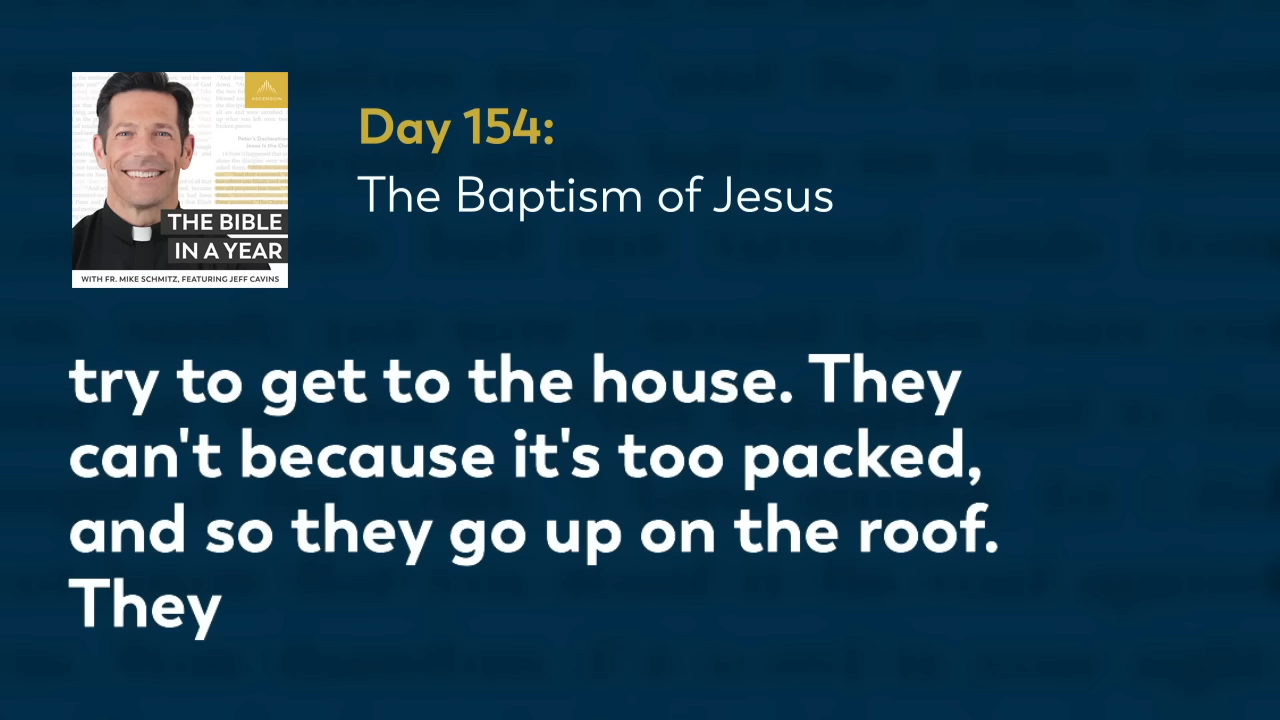 ASCENSION
THE BIBLE
IN A YEAR
WITH FR. MIKE SCHMITZ, FEATURING JEFF CAVINS
Day 154:
The Baptism of Jesus
try to get to the house. They
can't because it's too packed,
and so they go up on the roof.
They